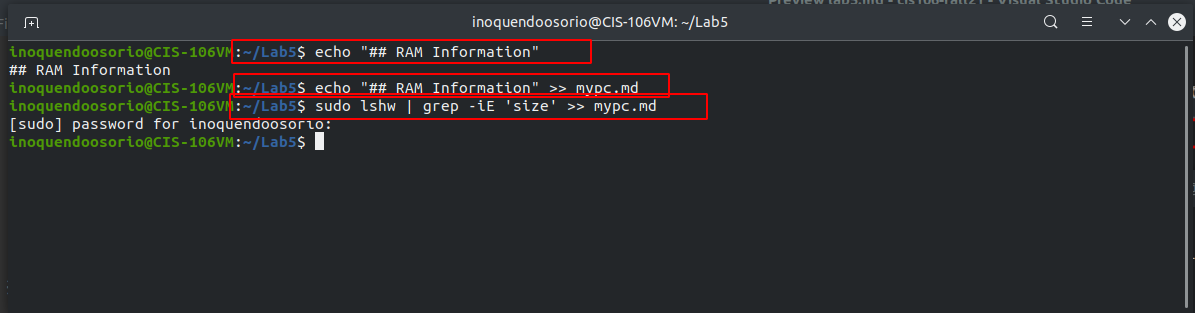 Preview lab5.md - cis106-fall21 - Visual Studio Code
inoquendoosorio@CIS-106VM: ~/Lab5
inoquendoosorio@CIS-106VM:~/Lab5$ echo "## RAM Information"
## RAM Information
inoquendoosorio@CIS-106VM:~/Lab5$ echo "## RAM Information" >> mypc.md
inoquendoosorio@CIS-106VM:~/Lab5$ sudo lshw | grep -iE 'size' >> mypc.md
[sudo] password for inoquendoosorio:
inoquendoosorio@CIS-106VM:~/Lab5$